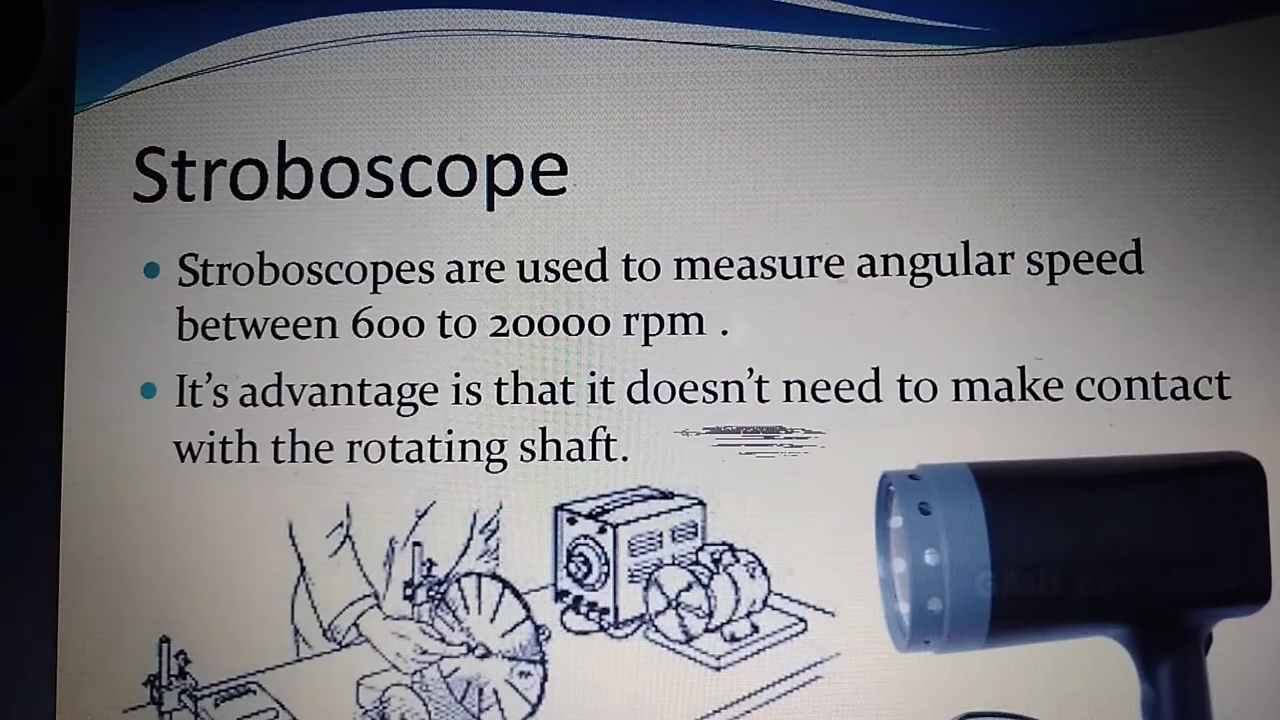 Stroboscope
• Stroboscopes are used to measure angular speed
between 600 to 20000 rpm .
• It's advantage is that it doesn't need to make contact
with the rotating shaft.